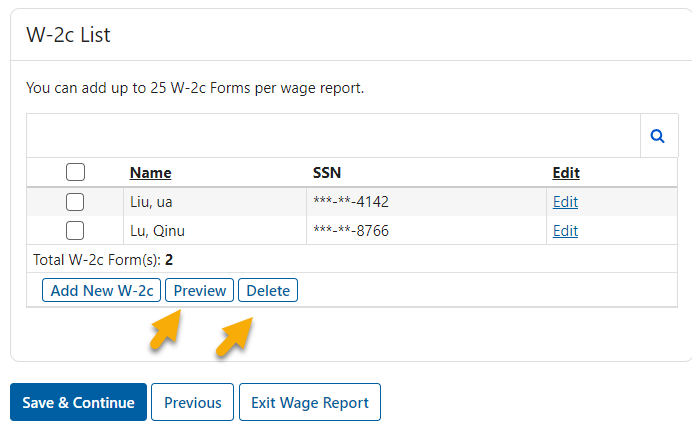 W-2c List
You can add up to 25 W-2c Forms per wage report.
Name SSN Edit
Liu, ua ***-**-4142 Edit
Lu, Qinu ***-**-8766 Edit
Total W-2c Form(s): 2
Add New W-2c Preview Delete
Save & Continue Previous Exit Wage Report